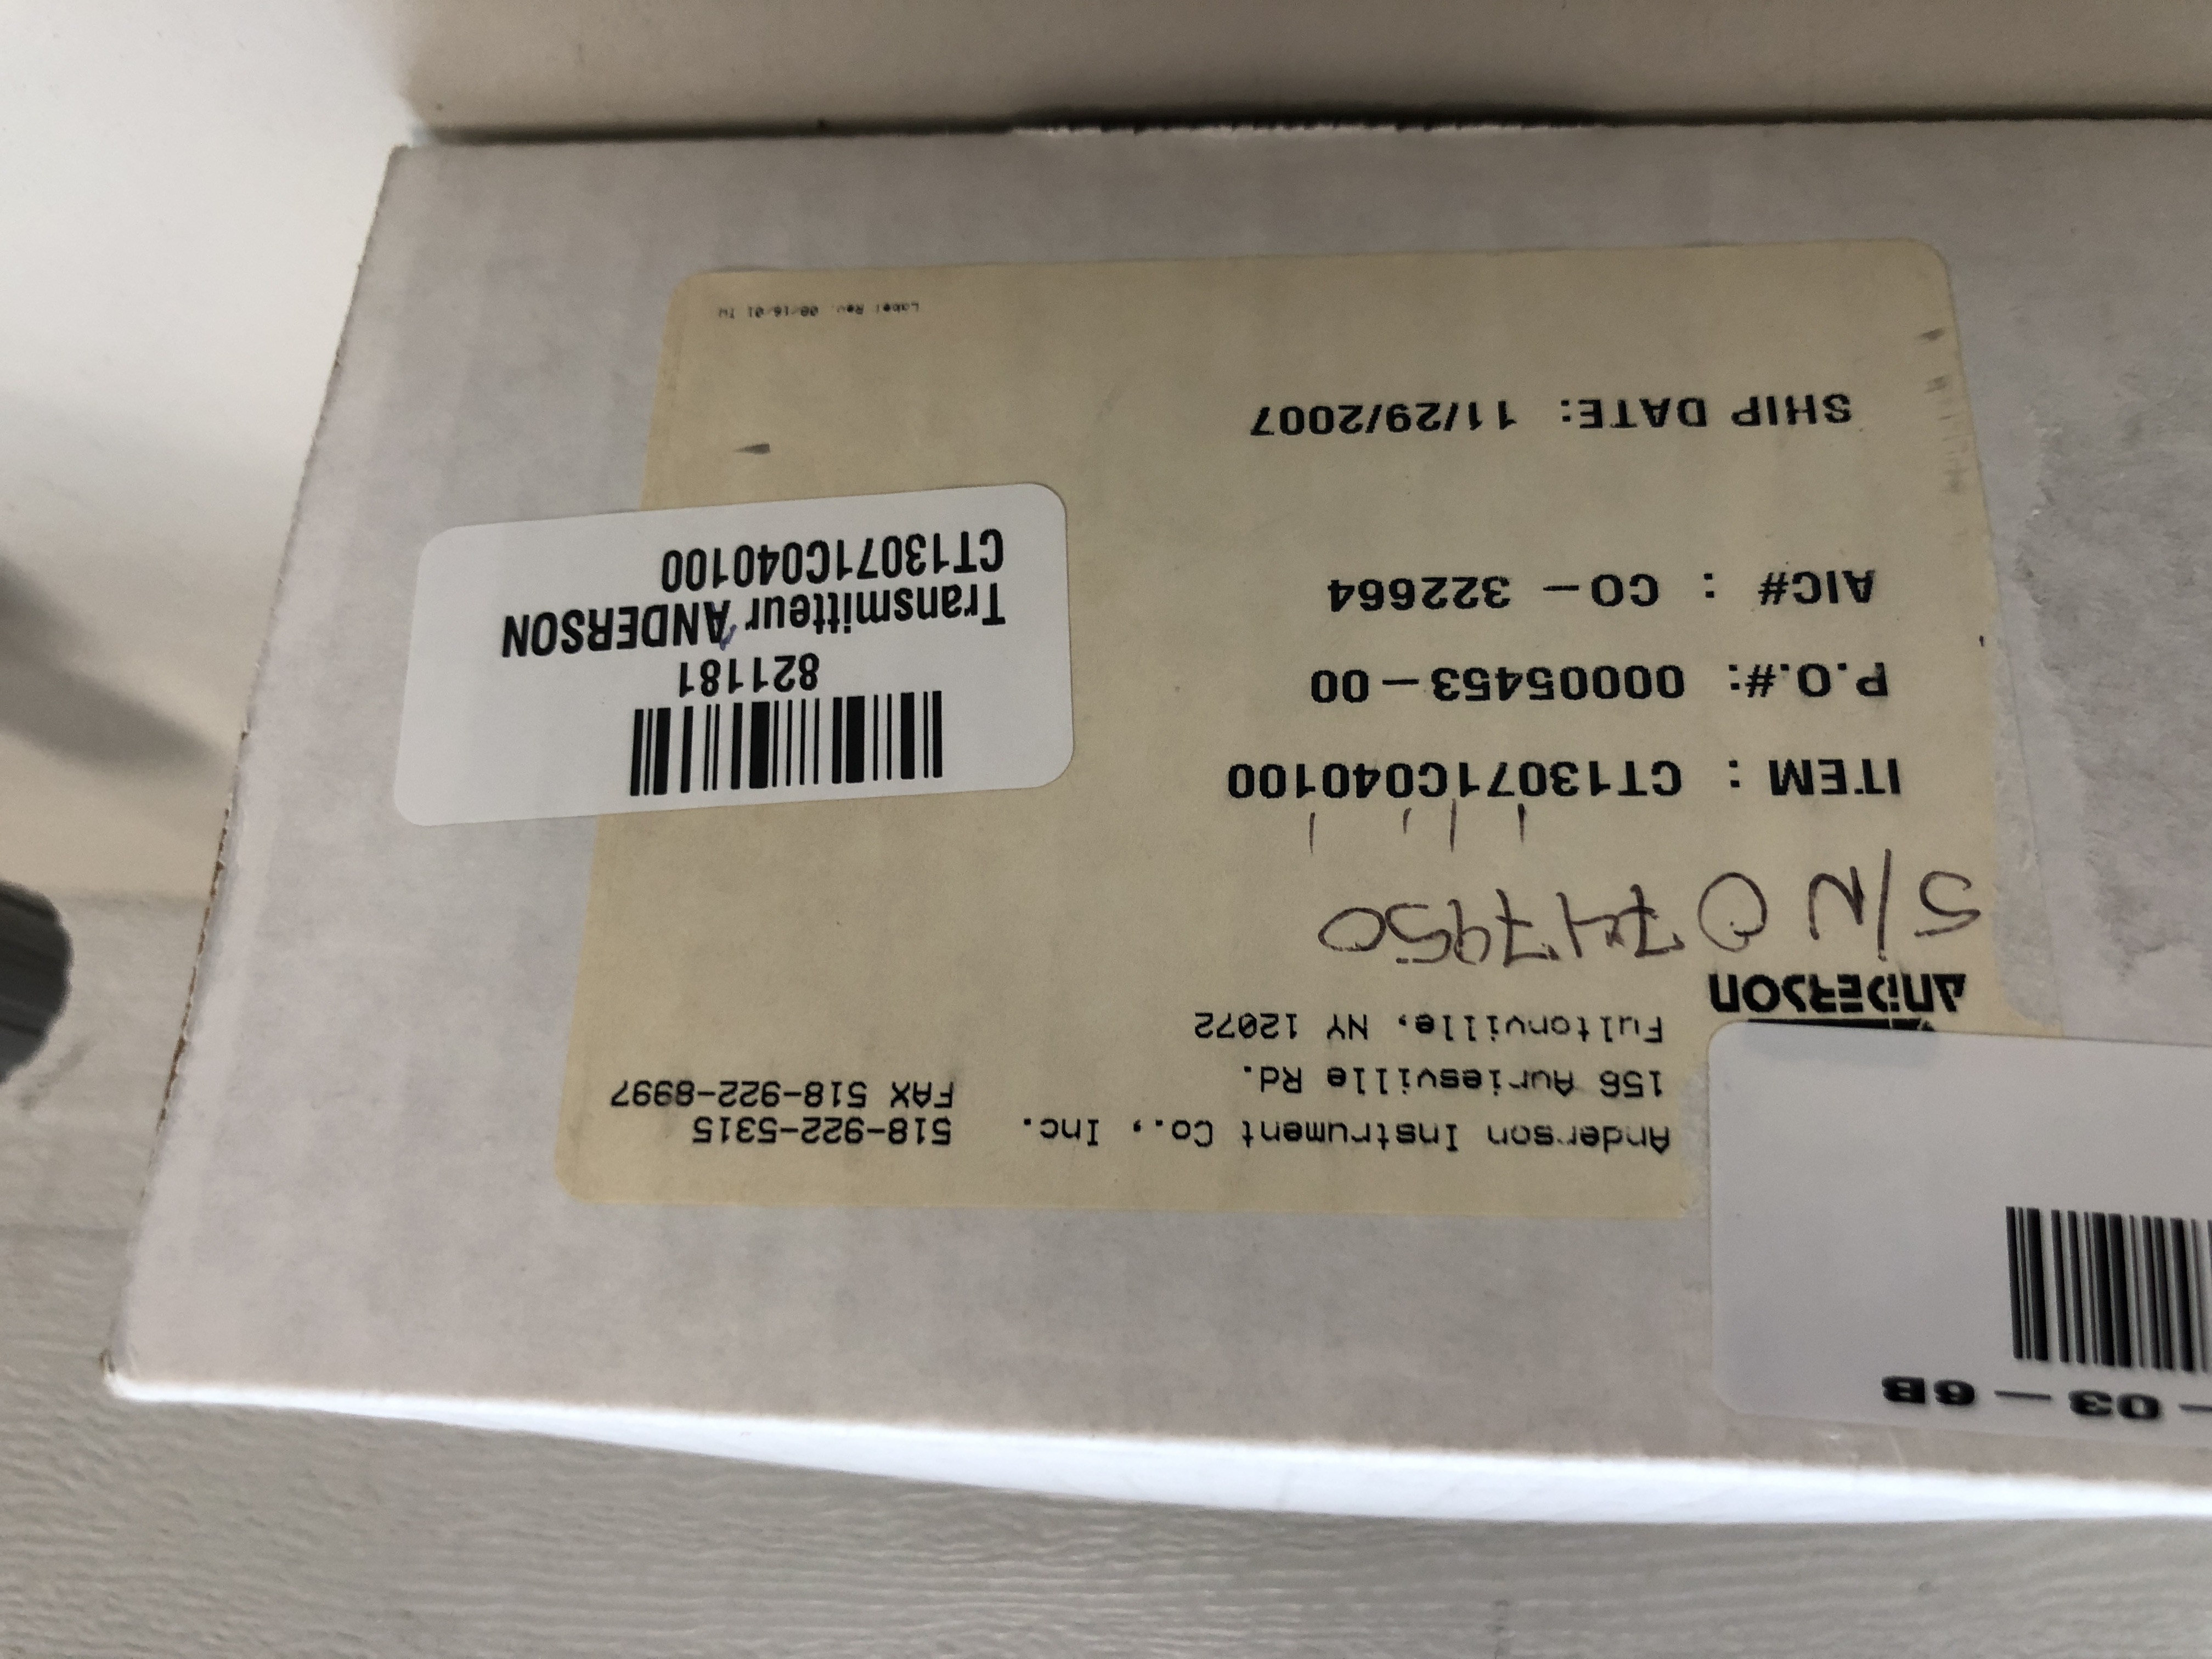 Anderson Instrument Co., Inc.
156 Auriesville Rd.
Fultonville, NY 12072
518-922-5315
FAX 518-922-8997
ANDERSON
S/N 0747950
ITEM : CT13071C040100
P.O.#: 00005453-00
AIC# : CO- 322664
SHIP DATE: 11/29/2007
Label Rev. 08/16/01 TW
821181
Transmitteur ANDERSON
CT13071C040100
-03-6B